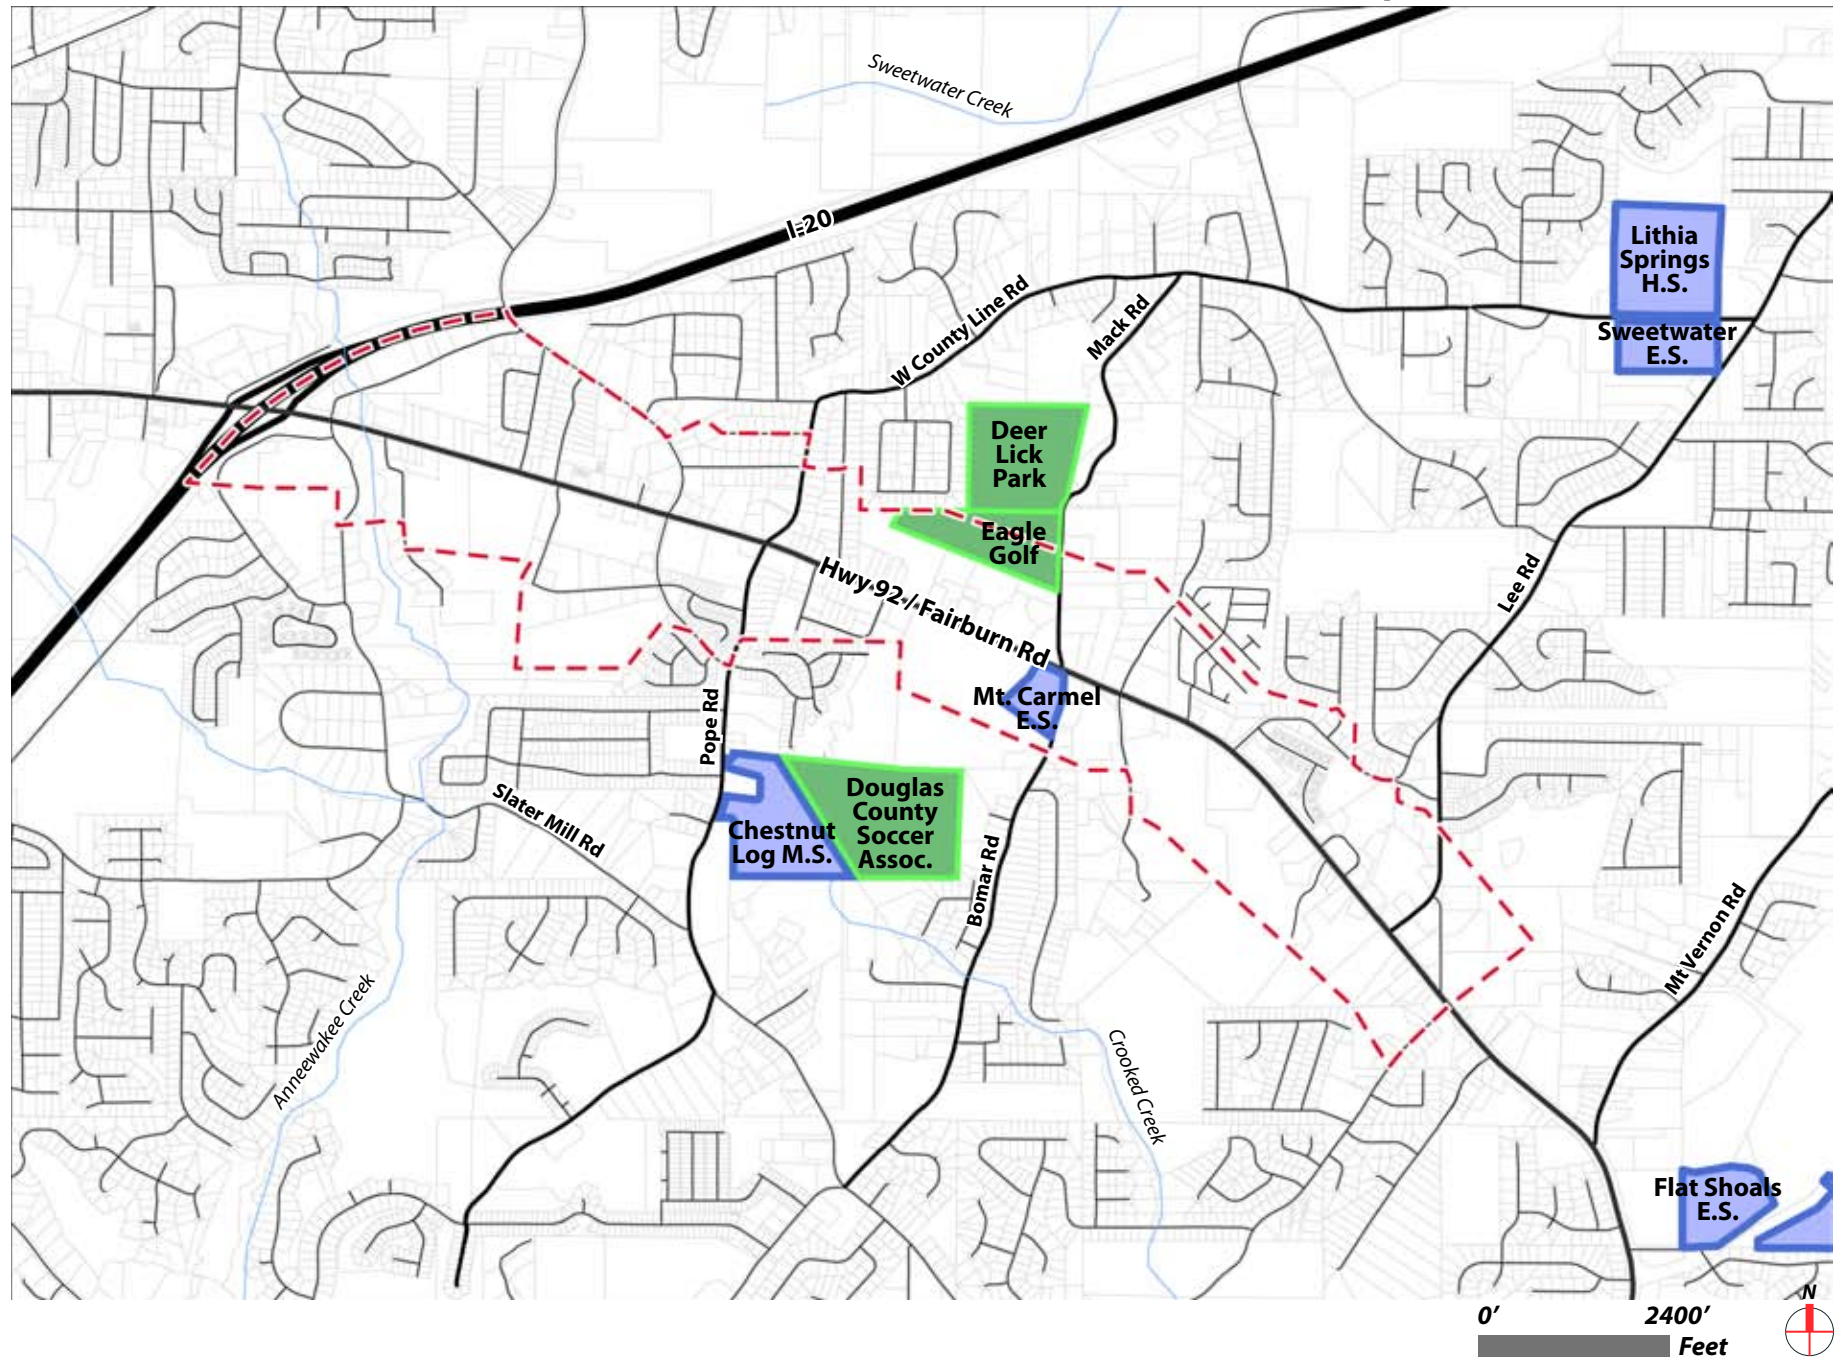 Sweetwater Creek
I-20
Lithia
Springs
H.S.
Sweetwater
E.S.
W County Line Rd
Mack Rd
Deer
Lick
Park
Eagle
Golf
Hwy 92 / Fairburn Rd
Lee Rd
Mt. Carmel
E.S.
Pope Rd
Slater Mill Rd
Douglas
County
Soccer
Assoc.
Chestnut
Log M.S.
Bomar Rd
Mt Vernon Rd
Anneewakee Creek
Crooked Creek
Flat Shoals
E.S.
N
0’
2400’
Feet